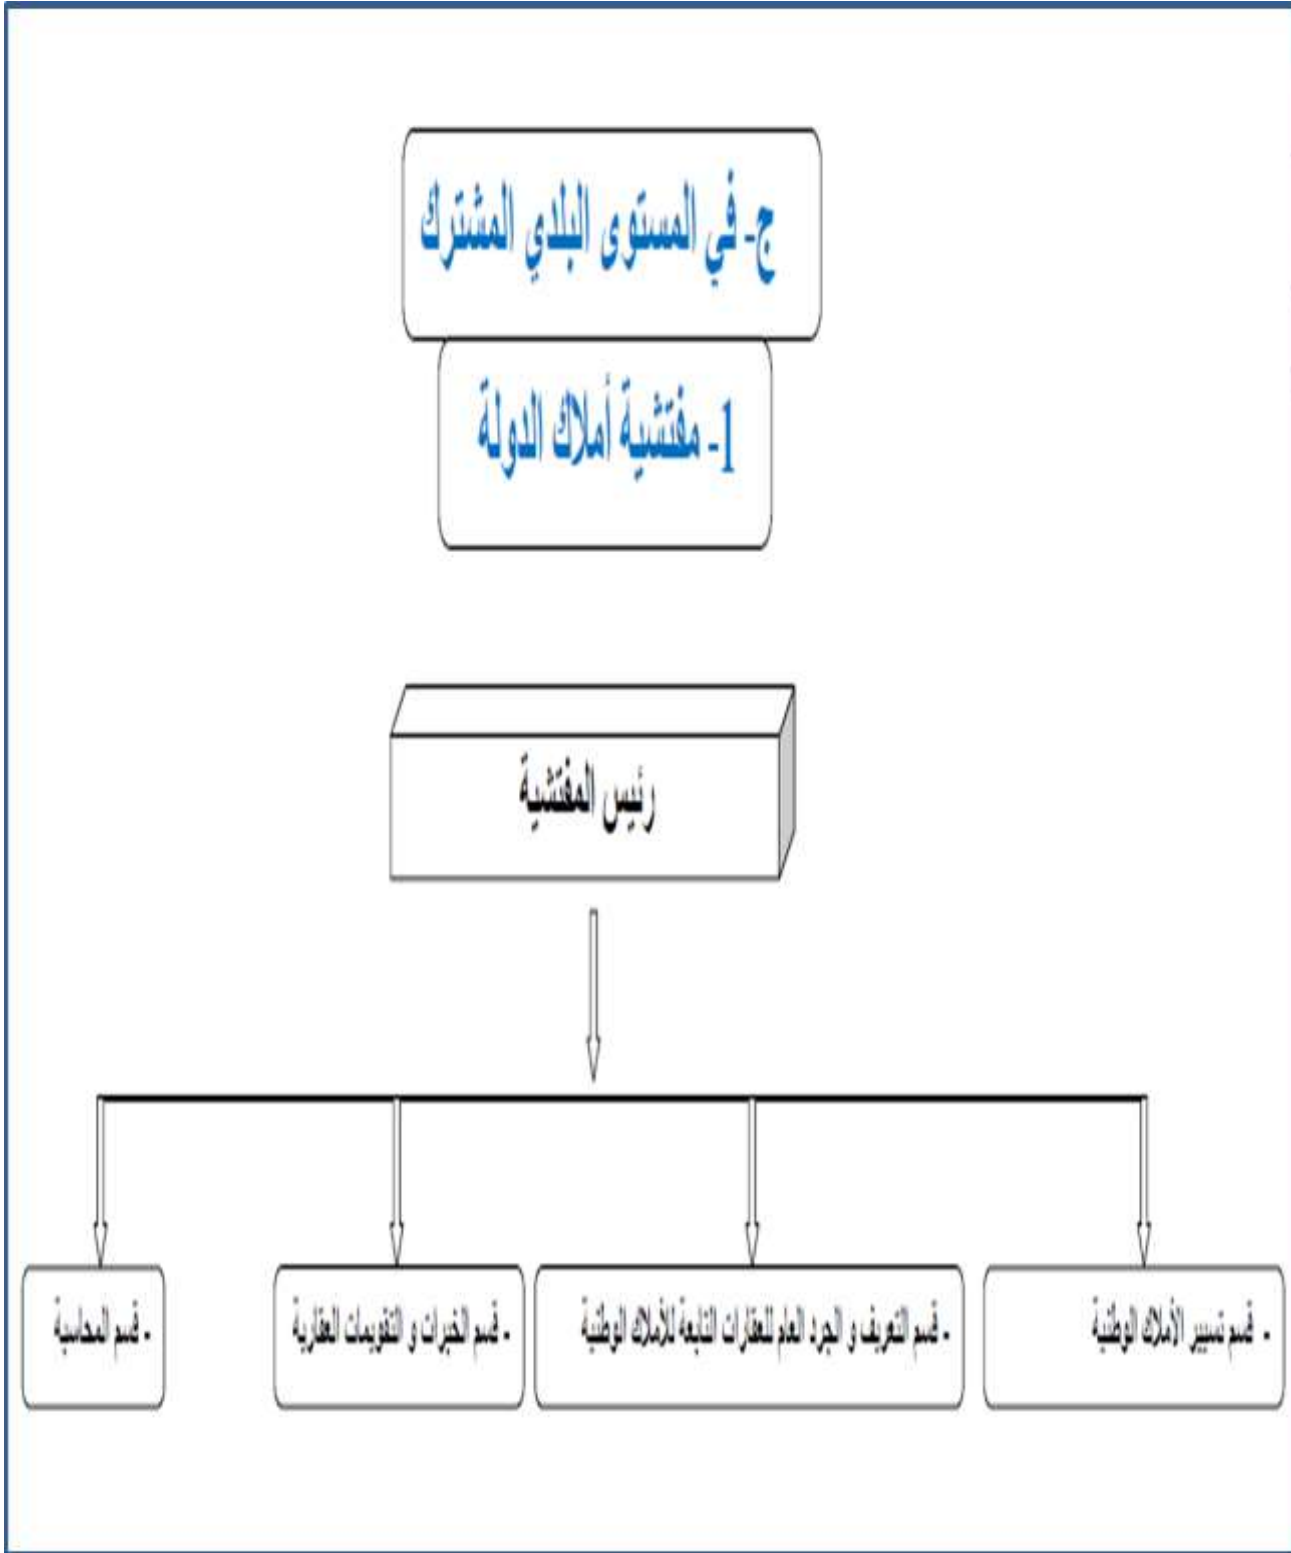 ج- في المستوى البلدي المشترك
1- مفتشية أملاك الدولة
رئيس المفتشية
- قسم تسيير الأملاك الوطنية
- قسم التعريف و الجرد العام للعقارات التابعة للأملاك الوطنية
- قسم الخبرات و التقويمات العقارية
- قسم المحاسبة